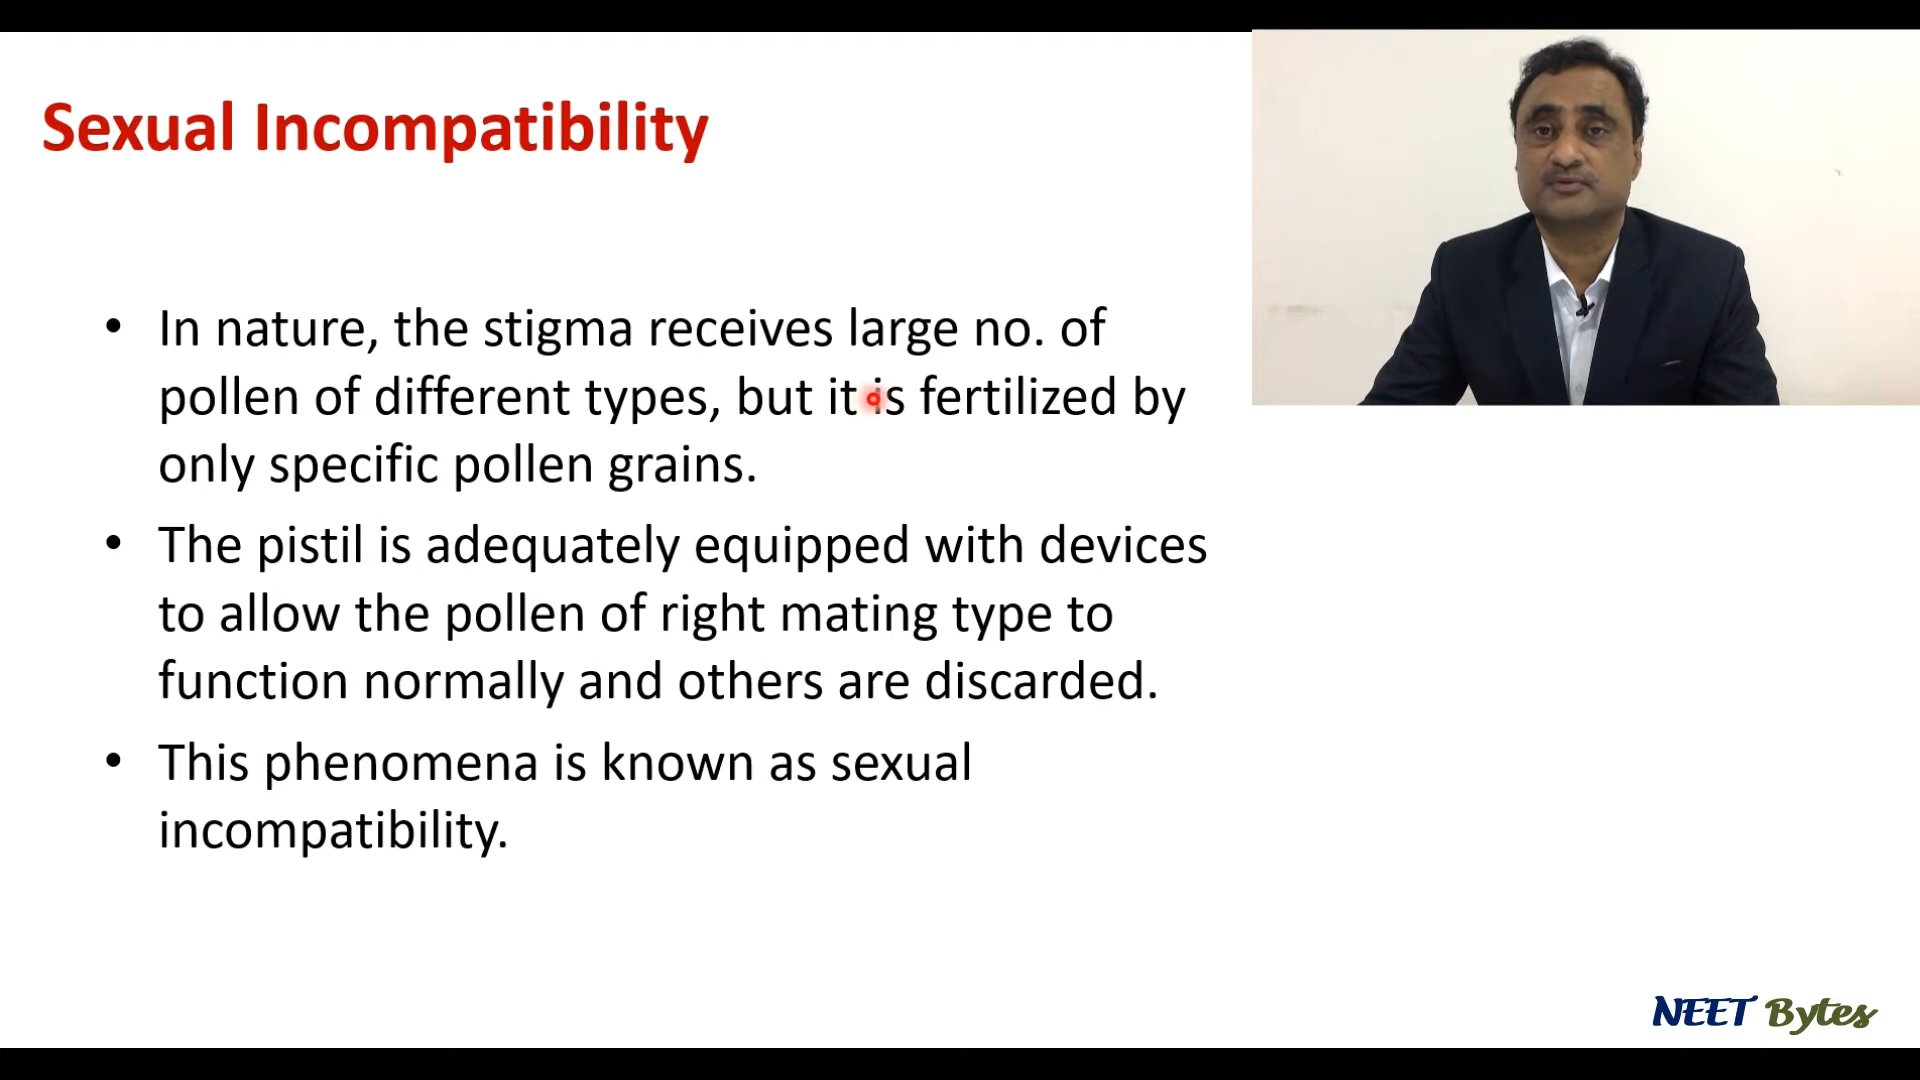 Sexual Incompatibility
• In nature, the stigma receives large no. of
pollen of different types, but it is fertilized by
only specific pollen grains.
• The pistil is adequately equipped with devices
to allow the pollen of right mating type to
function normally and others are discarded.
• This phenomena is known as sexual
incompatibility.
NEET Bytes